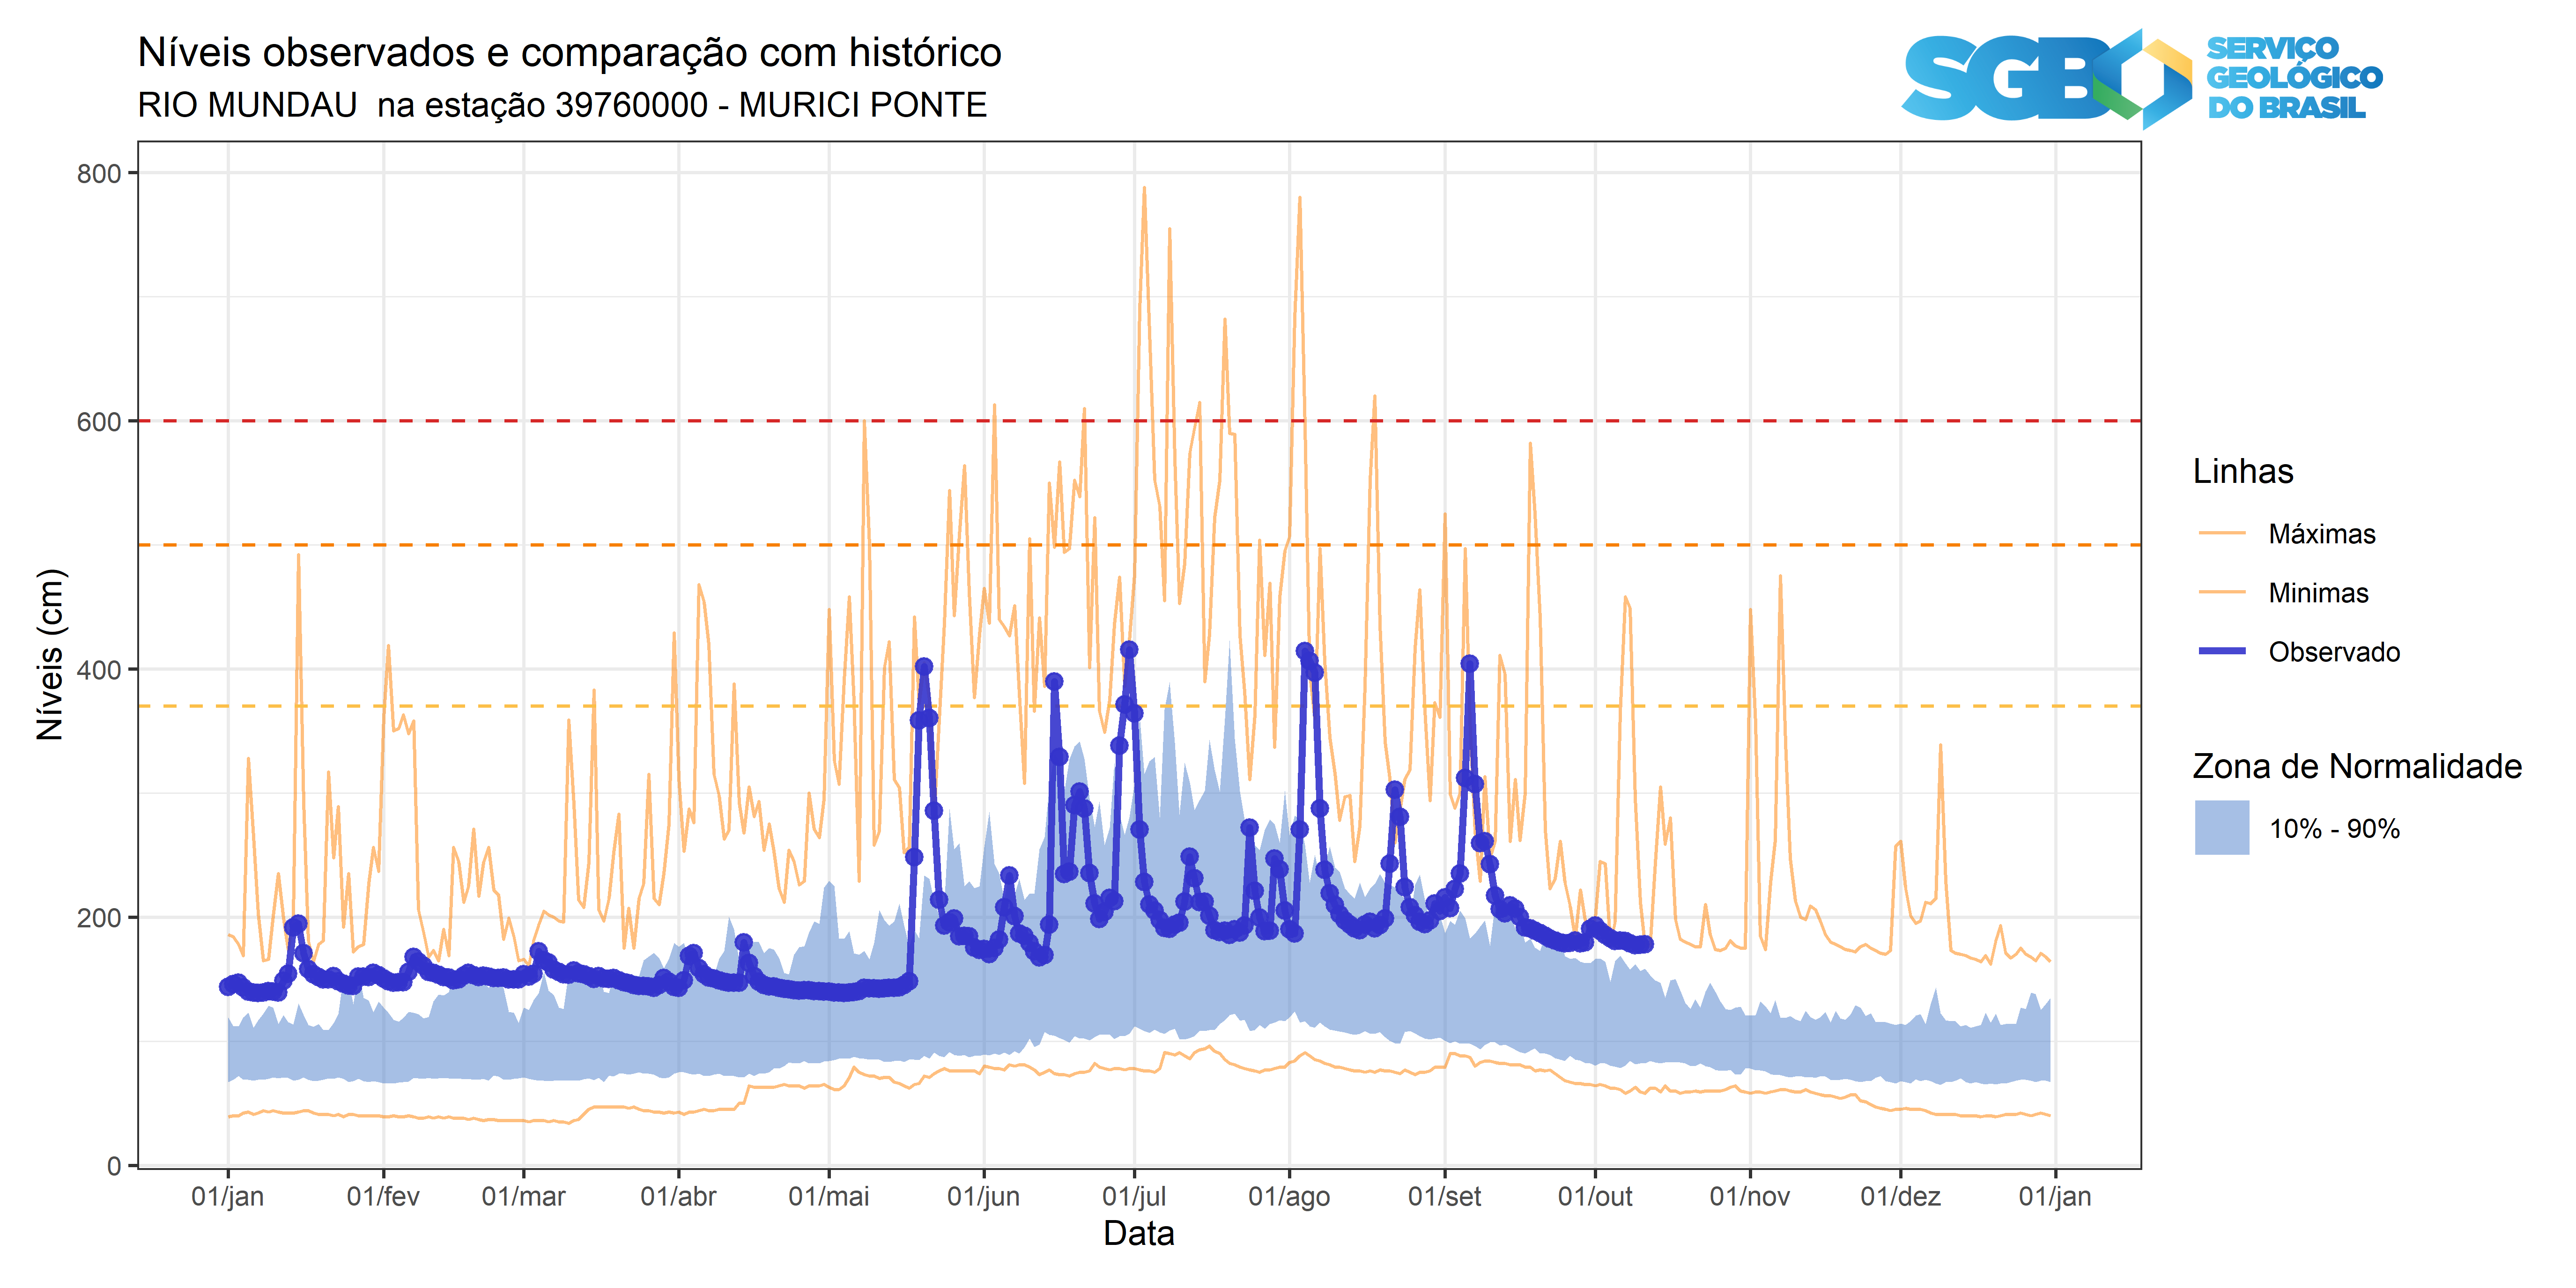 Níveis observados e comparação com histórico
RIO MUNDAU  na estação 39760000 - MURICI PONTE
SGB
SERVIÇO
GEOLÓGICO
DO BRASIL
800
600
400
200
0
Níveis (cm)
01/jan
01/fev
01/mar
01/abr
01/mai
01/jun
01/jul
01/ago
01/set
01/out
01/nov
01/dez
01/jan
Data
Linhas
Máximas
Minimas
Observado
Zona de Normalidade
10% - 90%